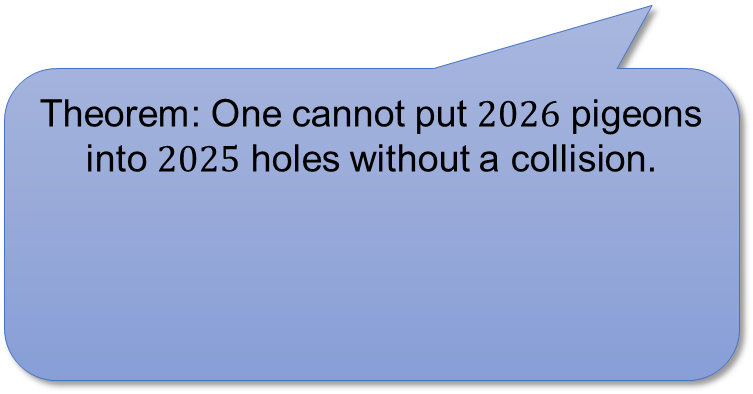 Theorem: One cannot put 2026 pigeons
into 2025 holes without a collision.